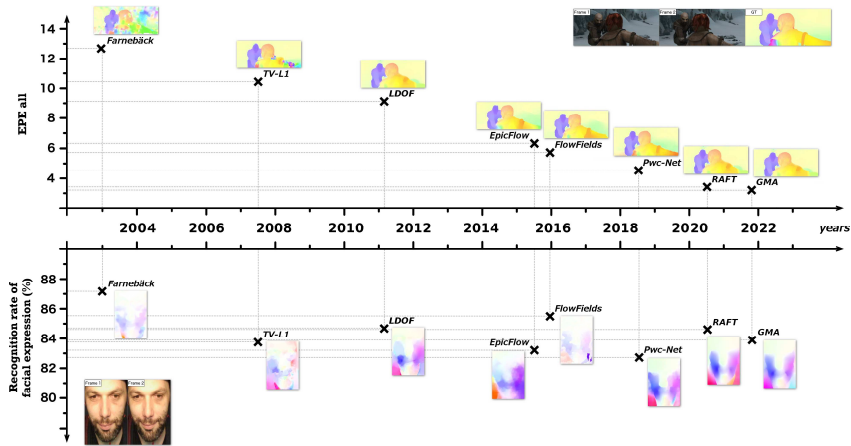 Frame 1
Frame 2
GT
14
12
10
8
6
4
EPE all
Farnebäck
TV-L1
LDOF
EpicFlow
FlowFields
Pwc-Net
RAFT
GMA
2004 2006 2008 2010 2012 2014 2016 2018 2020 2022 years
88
86
84
82
80
Recognition rate of
facial expression (%)
Farneback
TV-L1
LDOF
EpicFlow
FlowFields
Pwc-Net
RAFT
GMA
Frame 1
Frame 2